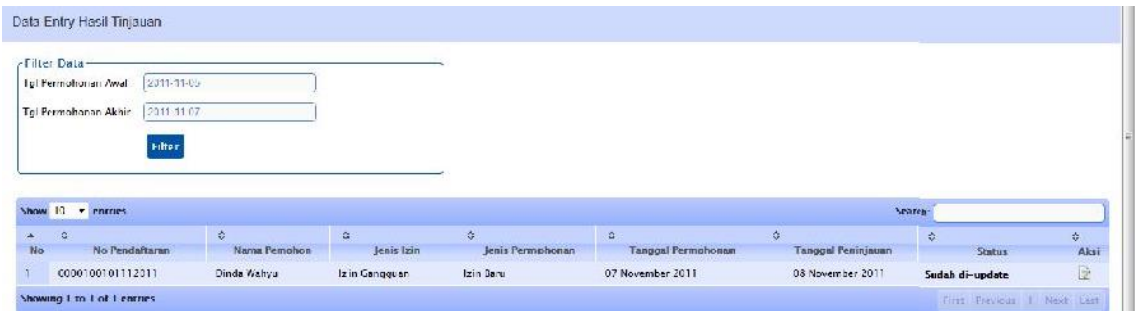 Data Entry Hasil Tinjauan
Filter Data
Tgl Permohonan Awal 2011-11-05
Tgl Permohonan Akhir 2011-11-07
Filter
Show 10 entries Search:
No No Pendaftaran Nama Pemohon Jenis Izin Jenis Permohonan Tanggal Permohonan Tanggal Peninjauan Status Aksi
1 Dinda Wahyu Izin Gangguan Izin Baru 07 November 2011 08 November 2011 Sudah di-update
Showing 1 to 1 of 1 entries First Previous 1 Next Last